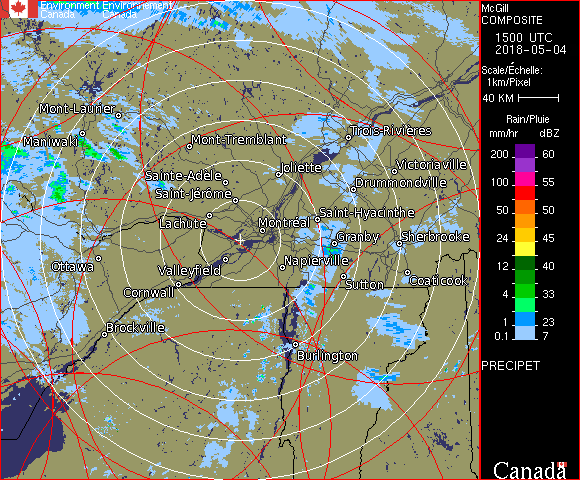 Environment Environnement
Canada Canada
McGill
COMPOSITE
1500 UTC
2018-05-04
Scale/Échelle:
1km/Pixel
40 KM
Rain/Pluie
mm/hr dBZ
200 60
100 55
50 50
24 45
12 40
4 33
1 23
0.1 7
PRECIPET
Canada
Mont-Laurier
Maniwaki
Mont-Tremblant
Trois-Rivières
Joliette
Victoriaville
Sainte-Adèle
Drummondville
Saint-Jérôme
Saint-Hyacinthe
Lachute
Montréal
Granby
Sherbrooke
Ottawa
Valleyfield
Napierville
Sutton
Coaticook
Cornwall
Brockville
Burlington